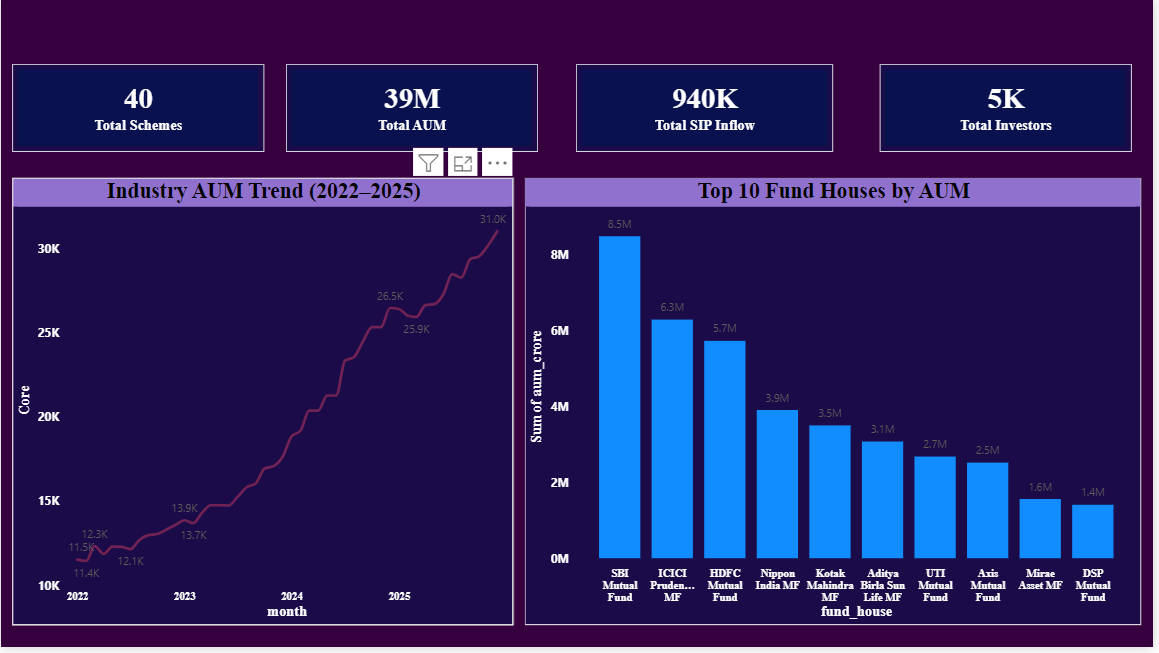 40
Total Schemes
39M
Total AUM
940K
Total SIP Inflow
5K
Total Investors
Industry AUM Trend (2022–2025)
30K
25K
20K
15K
10K
Core
31.0K
26.5K
25.9K
13.9K
13.7K
12.3K
11.5K
12.1K
11.4K
2022
2023
2024
2025
month
Top 10 Fund Houses by AUM
8M
6M
4M
2M
0M
Sum of aum_crore
8.5M
6.3M
5.7M
3.9M
3.5M
3.1M
2.7M
2.5M
1.6M
1.4M
SBI
Mutual
Fund
ICICI
Pruden...
MF
HDFC
Mutual
Fund
Nippon
India MF
Kotak
Mahindra
MF
Aditya
Birla Sun
Life MF
UTI
Mutual
Fund
Axis
Mutual
Fund
Mirae
Asset MF
DSP
Mutual
Fund
fund_house